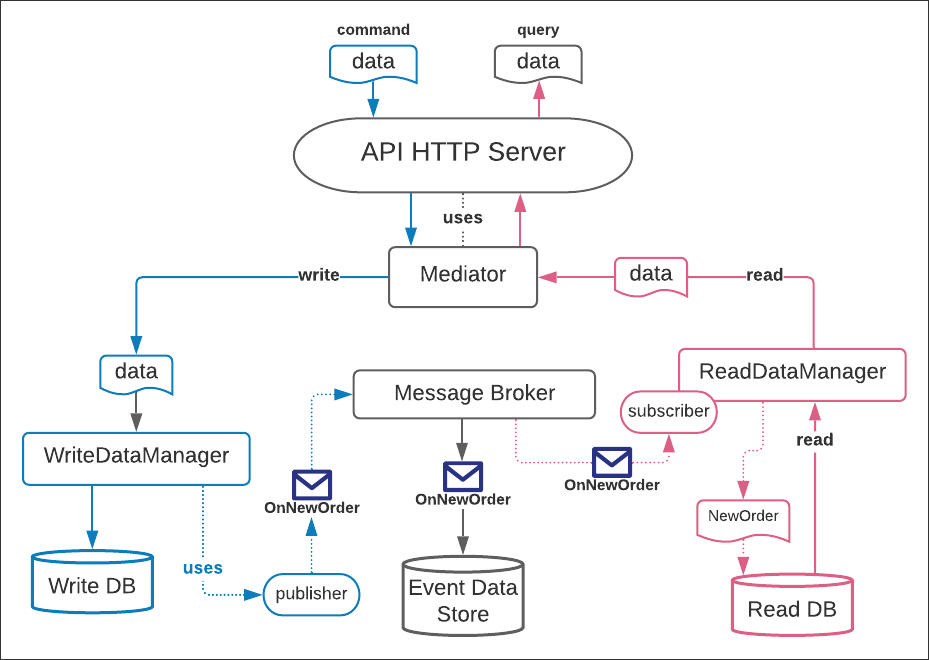 command
query
data
data
API HTTP Server
uses
write
Mediator
data
read
data
Message Broker
ReadDataManager
subscriber
WriteDataManager
read
OnNewOrder
OnNewOrder
OnNewOrder
NewOrder
uses
Write DB
publisher
Event Data
Store
Read DB